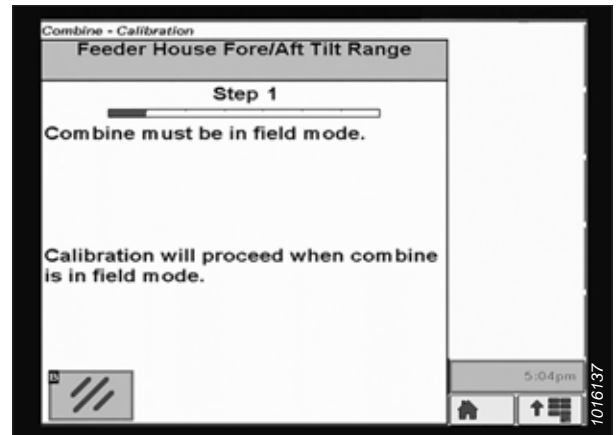 Combine - Calibration
Feeder House Fore/Aft Tilt Range
Step 1
Combine must be in field mode.
Calibration will proceed when combine
is in field mode.
5:04pm
1016137